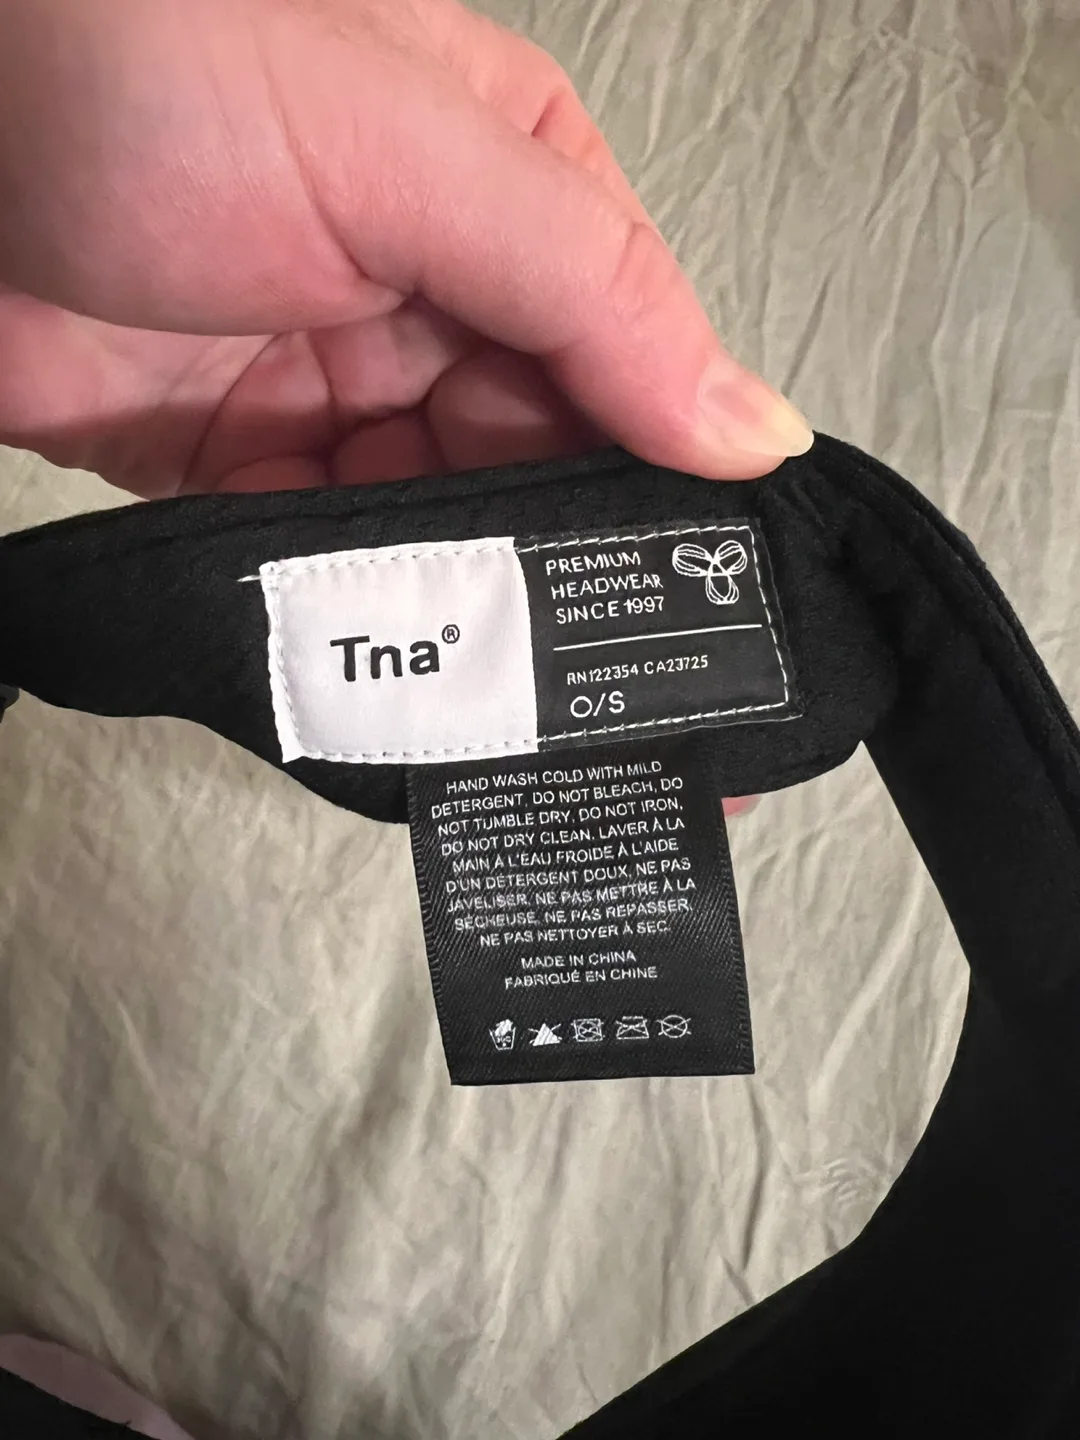 Tna®
PREMIUM
HEADWEAR
SINCE 1997
RN122354 CA23725
O/S
HAND WASH COLD WITH MILD
DETERGENT, DO NOT BLEACH, DO
NOT TUMBLE DRY, DO NOT IRON,
DO NOT DRY CLEAN. LAVER À LA
MAIN À L'EAU FROIDE À L'AIDE
D'UN DÉTERGENT DOUX, NE PAS
JAVELISER, NE PAS METTRE À LA
SÉCHEUSE, NE PAS REPASSER,
NE PAS NETTOYER À SEC.
MADE IN CHINA
FABRIQUÉ EN CHINE